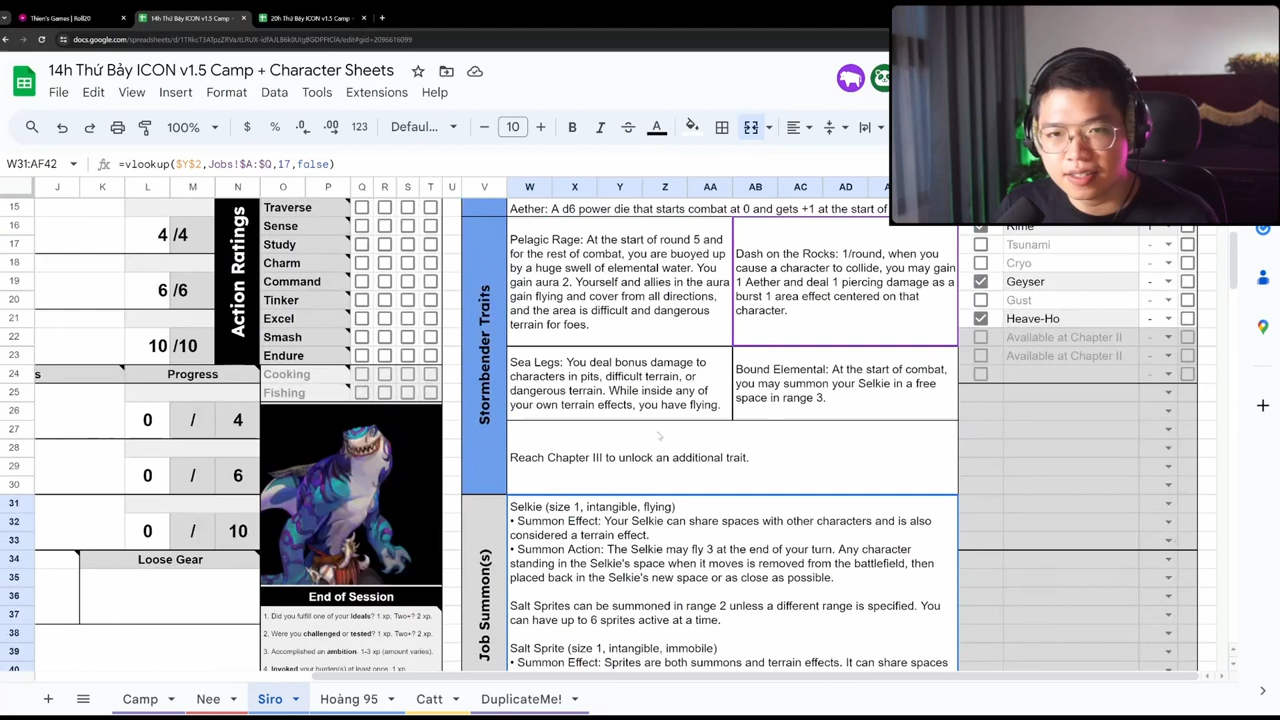 Thien's Games | Roll20
14h Thứ Bảy ICON v1.5 Camp -
20h Thứ Bảy ICON v1.5 Camp -
14h Thứ Bảy ICON v1.5 Camp + Character Sheets
File Edit View Insert Format Data Tools Extensions Help
100% $ % .0 .00 123 Defaul... 10 B I A
W31:AF42 =vlookup($Y$2,Jobs!$A:$Q,17,false)
J K L M N O P Q R S T U V W X Y Z AA AB AC AD
15
16
17
18
19
20
21
22
23
24
25
26
27
28
29
30
31
32
33
34
35
36
37
38
39
40
4 /4
6 /6
10 /10
s Progress
0 / 4
0 / 6
0 / 10
Loose Gear
Action Ratings
Traverse
Sense
Study
Charm
Command
Tinker
Excel
Smash
Endure
Cooking
Fishing
End of Session
1. Did you fulfill one of your Ideals? 1 xp. Two+? 2 xp.
2. Were you challenged or tested? 1 xp. Two+? 2 xp.
3. Accomplished an ambition. 1-3 xp (amount varies).
4. Invoked your burden(s) at least once. 1 xp.
Stormbender Traits
Aether: A d6 power die that starts combat at 0 and gets +1 at the start of
Pelagic Rage: At the start of round 5 and
for the rest of combat, you are buoyed up
by a huge swell of elemental water. You
gain aura 2. Yourself and allies in the aura
gain flying and cover from all directions,
and the area is difficult and dangerous
terrain for foes.
Dash on the Rocks: 1/round, when you
cause a character to collide, you may gain
1 Aether and deal 1 piercing damage as a
burst 1 area effect centered on that
character.
Sea Legs: You deal bonus damage to
characters in pits, difficult terrain, or
dangerous terrain. While inside any of
your own terrain effects, you have flying.
Bound Elemental: At the start of combat,
you may summon your Selkie in a free
space in range 3.
Reach Chapter III to unlock an additional trait.
Job Summon(s)
Selkie (size 1, intangible, flying)
• Summon Effect: Your Selkie can share spaces with other characters and is also
considered a terrain effect.
• Summon Action: The Selkie may fly 3 at the end of your turn. Any character
standing in the Selkie's space when it moves is removed from the battlefield, then
placed back in the Selkie's new space or as close as possible.
Salt Sprites can be summoned in range 2 unless a different range is specified. You
can have up to 6 sprites active at a time.
Salt Sprite (size 1, intangible, immobile)
• Summon Effect: Sprites are both summons and terrain effects. It can share spaces
Rime
Tsunami -
Cryo -
Geyser -
Gust -
Heave-Ho -
Available at Chapter II -
Available at Chapter II -
-
Camp Nee Siro Hoàng 95 Catt DuplicateMe!